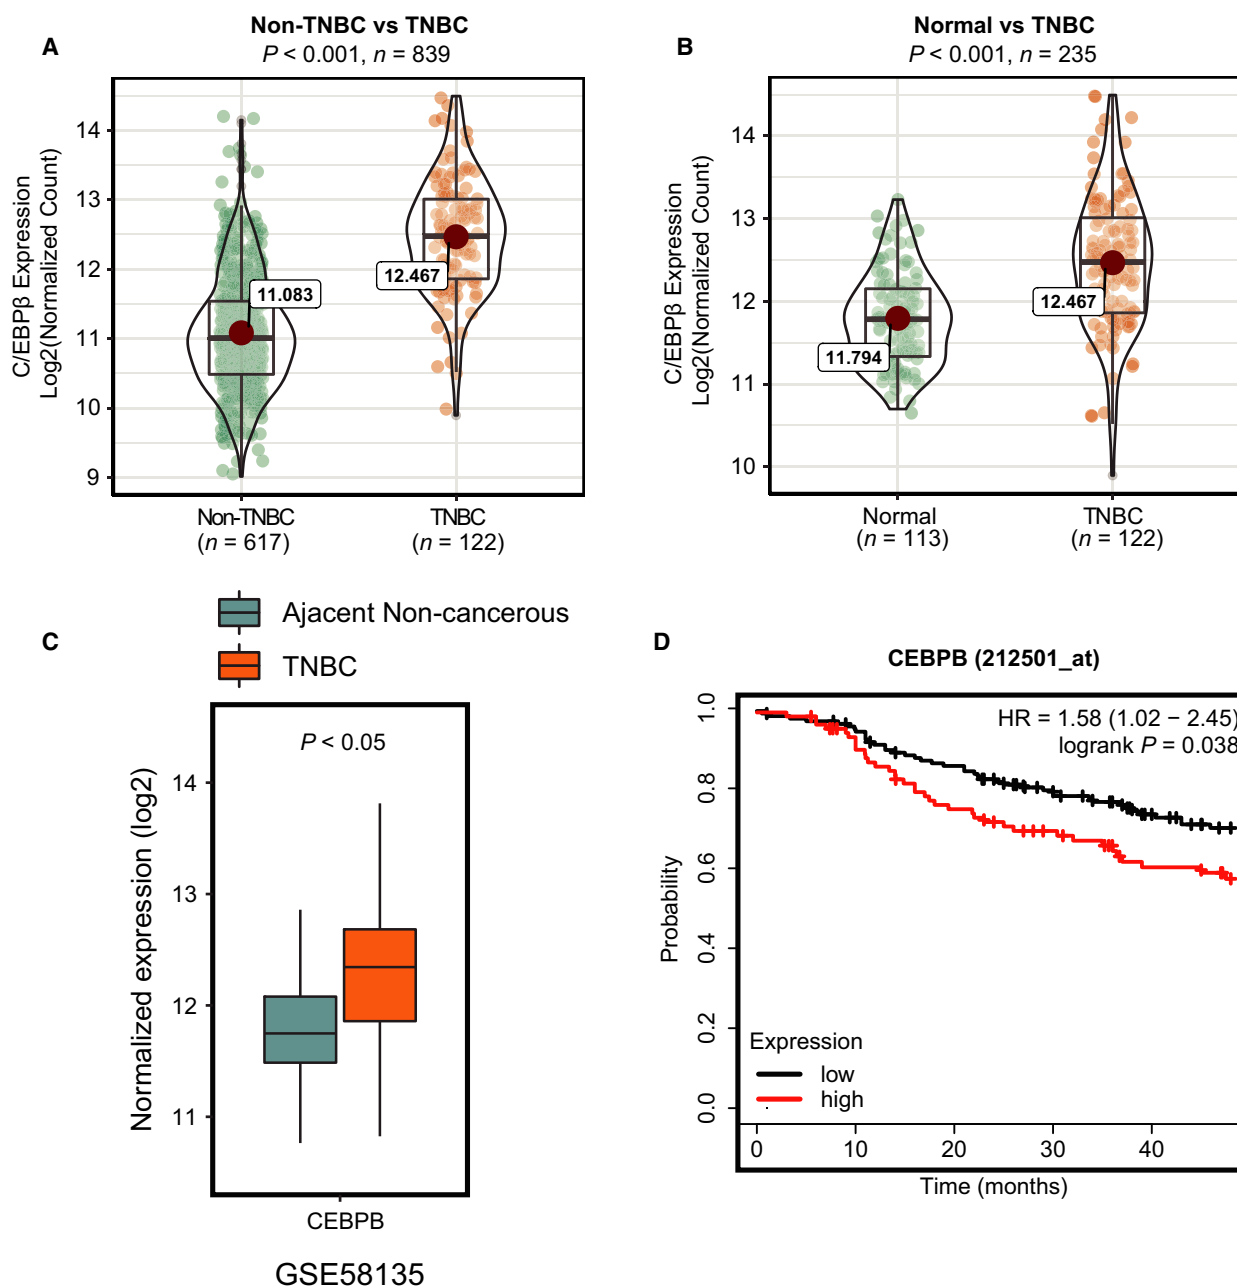 A
Non-TNBC vs TNBC
P < 0.001, n = 839
C/EBPβ Expression
Log2(Normalized Count)
14
13
12
11
10
9
11.083
12.467
Non-TNBC
(n = 617)
TNBC
(n = 122)
B
Normal vs TNBC
P < 0.001, n = 235
C/EBPβ Expression
Log2(Normalized Count)
14
13
12
11
10
11.794
12.467
Normal
(n = 113)
TNBC
(n = 122)
C
Ajacent Non-cancerous
TNBC
P < 0.05
Normalized expression (log2)
14
13
12
11
CEBPB
GSE58135
D
CEBPB (212501_at)
HR = 1.58 (1.02 − 2.45)
logrank P = 0.038
Probability
1.0
0.8
0.6
0.4
0.2
0.0
Expression
low
high
0
10
20
30
40
Time (months)